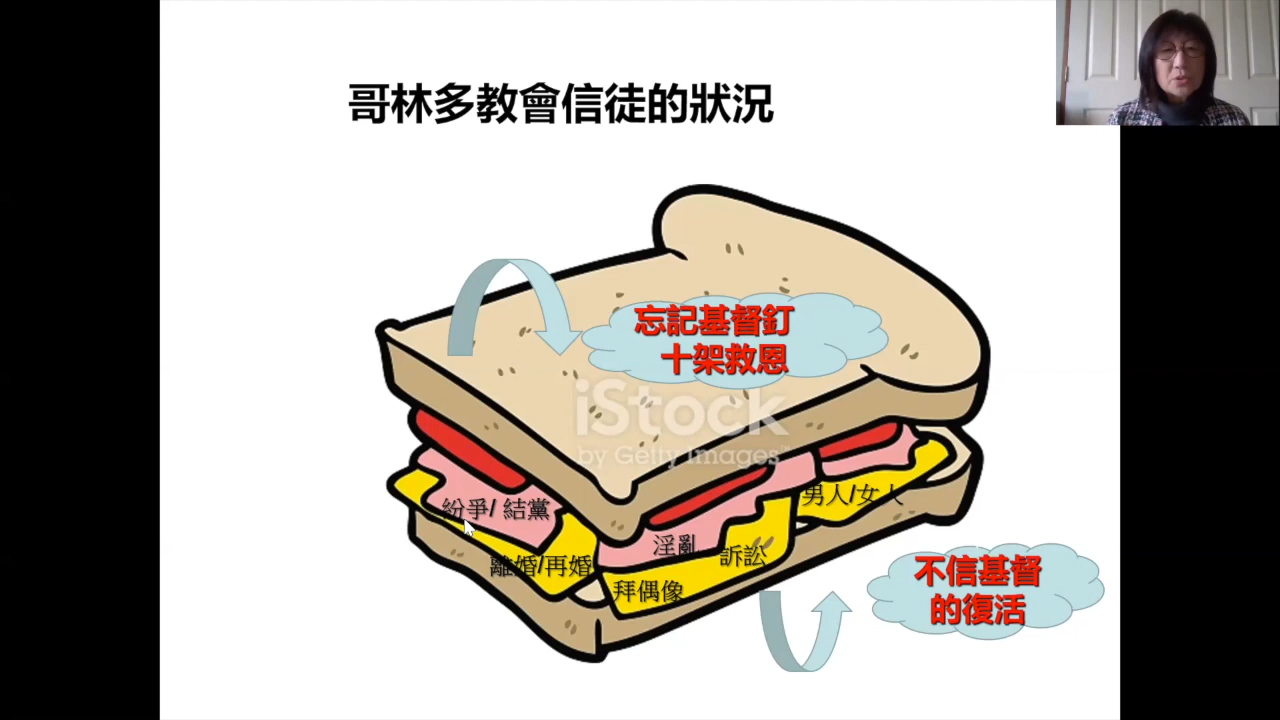 哥林多教會信徒的狀況
忘記基督釘
十架救恩
iStock
by Getty Images
紛爭/ 結黨
男人/女人
淫亂
訴訟
離婚/再婚
拜偶像
不信基督
的復活